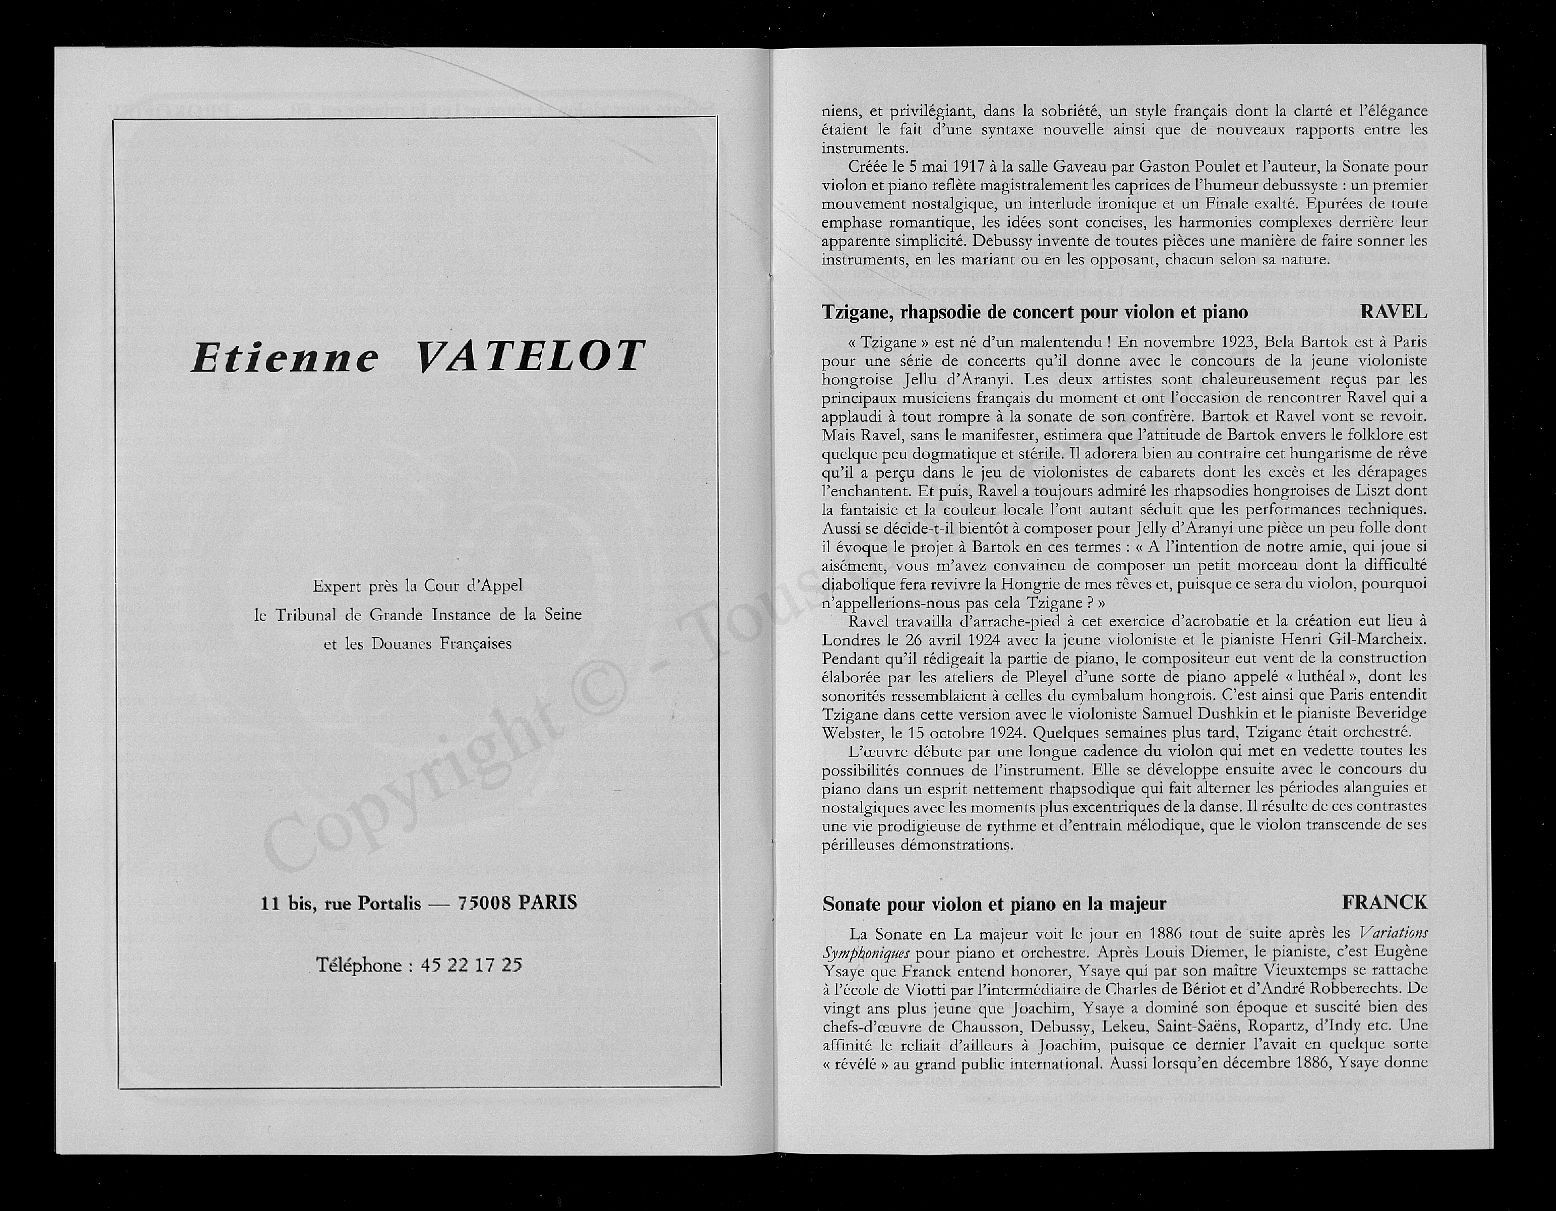 Etienne VATELOT
Expert près la Cour d'Appel
le Tribunal de Grande Instance de la Seine
et les Douanes Françaises
11 bis, rue Portalis — 75008 PARIS
Téléphone : 45 22 17 25
Copyright © - Tous
niens, et privilégiant, dans la sobriété, un style français dont la clarté et l'élégance
étaient le fait d'une syntaxe nouvelle ainsi que de nouveaux rapports entre les
instruments.
Créée le 5 mai 1917 à la salle Gaveau par Gaston Poulet et l'auteur, la Sonate pour
violon et piano reflète magistralement les caprices de l'humeur debussyste : un premier
mouvement nostalgique, un interlude ironique et un Finale exalté. Epurées de toute
emphase romantique, les idées sont concises, les harmonies complexes derrière leur
apparente simplicité. Debussy invente de toutes pièces une manière de faire sonner les
instruments, en les mariant ou en les opposant, chacun selon sa nature.
Tzigane, rhapsodie de concert pour violon et piano RAVEL
« Tzigane » est né d'un malentendu ! En novembre 1923, Bela Bartok est à Paris
pour une série de concerts qu'il donne avec le concours de la jeune violoniste
hongroise Jellu d'Aranyi. Les deux artistes sont chaleureusement reçus par les
principaux musiciens français du moment et ont l'occasion de rencontrer Ravel qui a
applaudi à tout rompre à la sonate de son confrère. Bartok et Ravel vont se revoir.
Mais Ravel, sans le manifester, estimera que l'attitude de Bartok envers le folklore est
quelque peu dogmatique et stérile. Il adorera bien au contraire cet hungarisme de rêve
qu'il a perçu dans le jeu de violonistes de cabarets dont les excès et les dérapages
l'enchantent. Et puis, Ravel a toujours admiré les rhapsodies hongroises de Liszt dont
la fantaisie et la couleur locale l'ont autant séduit que les performances techniques.
Aussi se décide-t-il bientôt à composer pour Jelly d'Aranyi une pièce un peu folle dont
il évoque le projet à Bartok en ces termes : « A l'intention de notre amie, qui joue si
aisément, vous m'avez convaincu de composer un petit morceau dont la difficulté
diabolique fera revivre la Hongrie de mes rêves et, puisque ce sera du violon, pourquoi
n'appellerions-nous pas cela Tzigane ? »
Ravel travailla d'arrache-pied à cet exercice d'acrobatie et la création eut lieu à
Londres le 26 avril 1924 avec la jeune violoniste et le pianiste Henri Gil-Marcheix.
Pendant qu'il rédigeait la partie de piano, le compositeur eut vent de la construction
élaborée par les ateliers de Pleyel d'une sorte de piano appelé « luthéal », dont les
sonorités ressemblaient à celles du cymbalum hongrois. C'est ainsi que Paris entendit
Tzigane dans cette version avec le violoniste Samuel Dushkin et le pianiste Beveridge
Webster, le 15 octobre 1924. Quelques semaines plus tard, Tzigane était orchestré.
L'œuvre débute par une longue cadence du violon qui met en vedette toutes les
possibilités connues de l'instrument. Elle se développe ensuite avec le concours du
piano dans un esprit nettement rhapsodique qui fait alterner les périodes alanguies et
nostalgiques avec les moments plus excentriques de la danse. Il résulte de ces contrastes
une vie prodigieuse de rythme et d'entrain mélodique, que le violon transcende de ses
périlleuses démonstrations.
Sonate pour violon et piano en la majeur FRANCK
La Sonate en La majeur voit le jour en 1886 tout de suite après les Variations
Symphoniques pour piano et orchestre. Après Louis Diemer, le pianiste, c'est Eugène
Ysaye que Franck entend honorer, Ysaye qui par son maître Vieuxtemps se rattache
à l'école de Viotti par l'intermédiaire de Charles de Bériot et d'André Robberechts. De
vingt ans plus jeune que Joachim, Ysaye a dominé son époque et suscité bien des
chefs-d'œuvre de Chausson, Debussy, Lekeu, Saint-Saëns, Ropartz, d'Indy etc. Une
affinité le reliait d'ailleurs à Joachim, puisque ce dernier l'avait en quelque sorte
« révélé » au grand public international. Aussi lorsqu'en décembre 1886, Ysaye donne